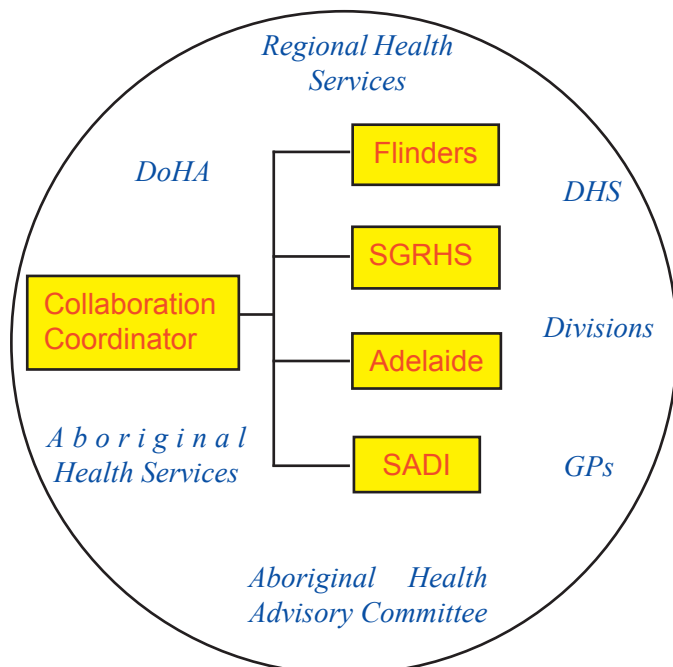 Regional Health
Services
Flinders
DoHA
DHS
SGRHS
Collaboration
Coordinator
Divisions
Adelaide
Aboriginal
Health Services
SADI
GPs
Aboriginal Health
Advisory Committee